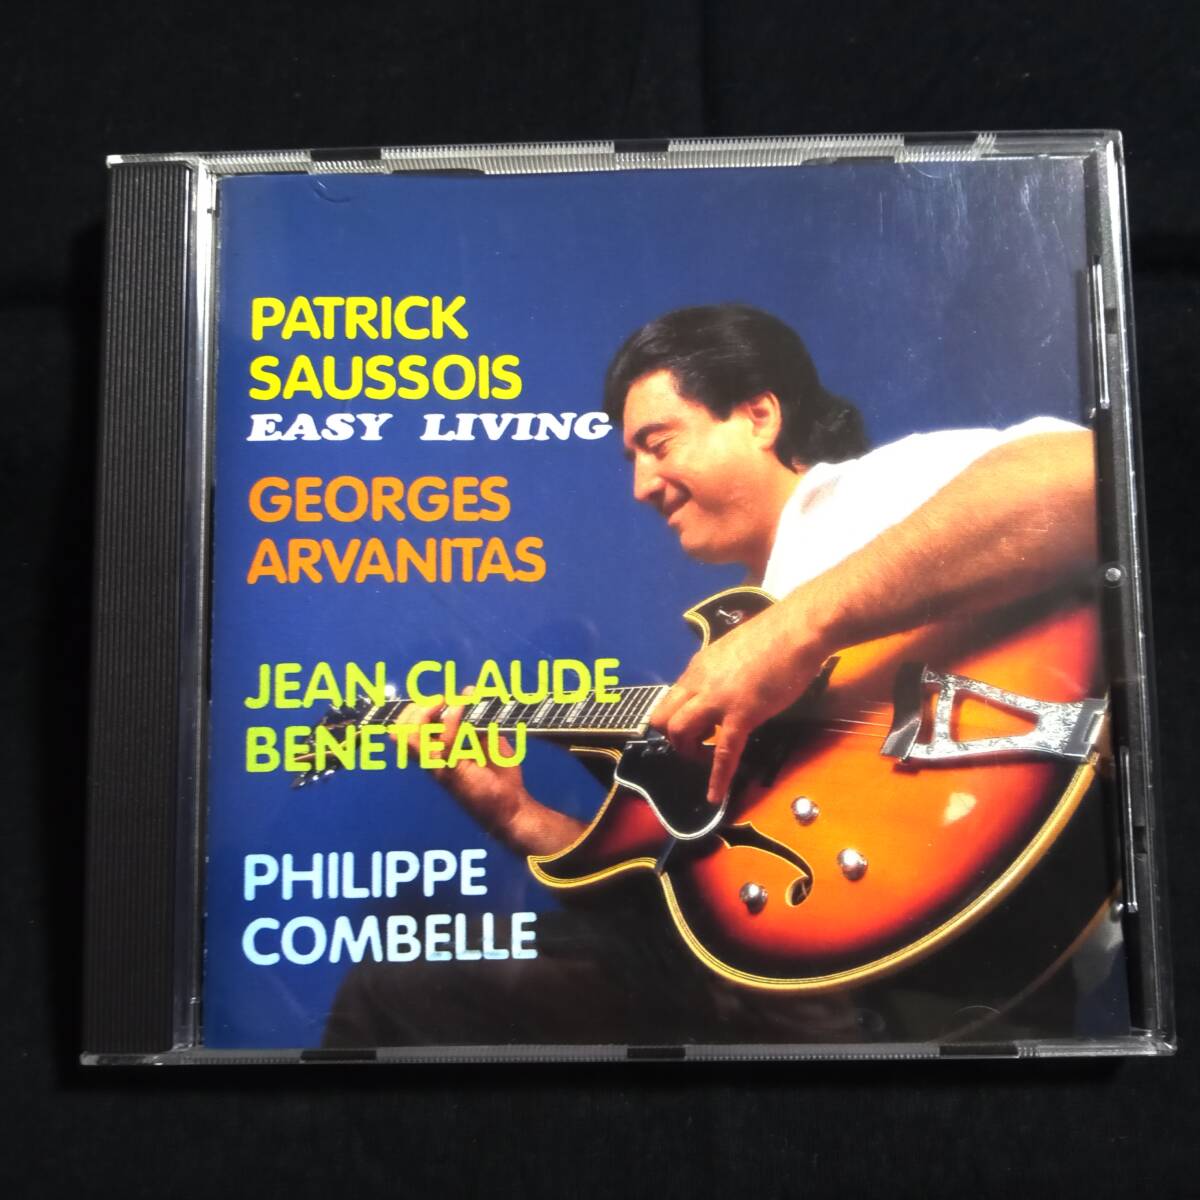 PATRICK
SAUSSOIS
EASY LIVING
GEORGES
ARVANITAS
JEAN CLAUDE
BENETEAU
PHILIPPE
COMBELLE